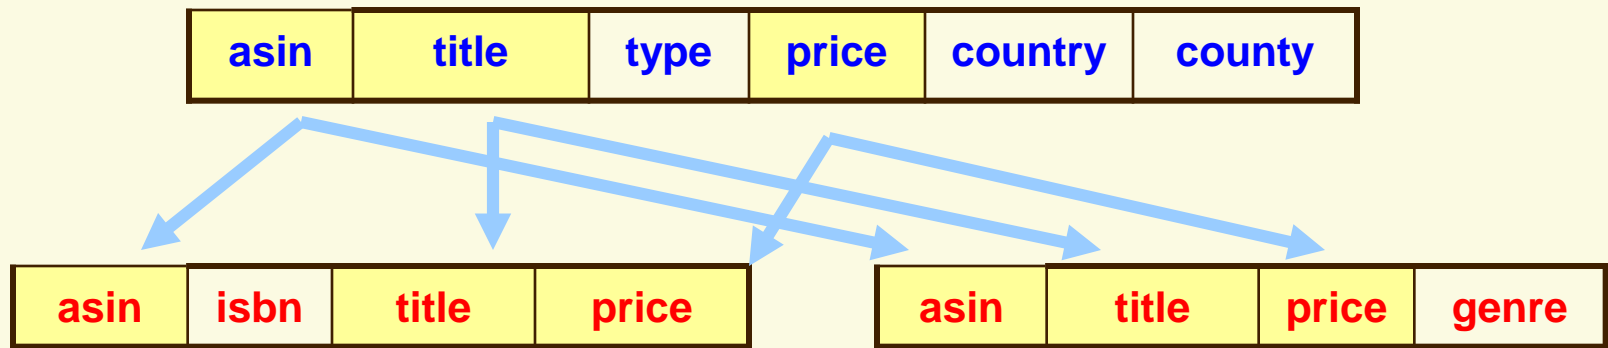 asin title type price country county
asin isbn title price asin title price genre